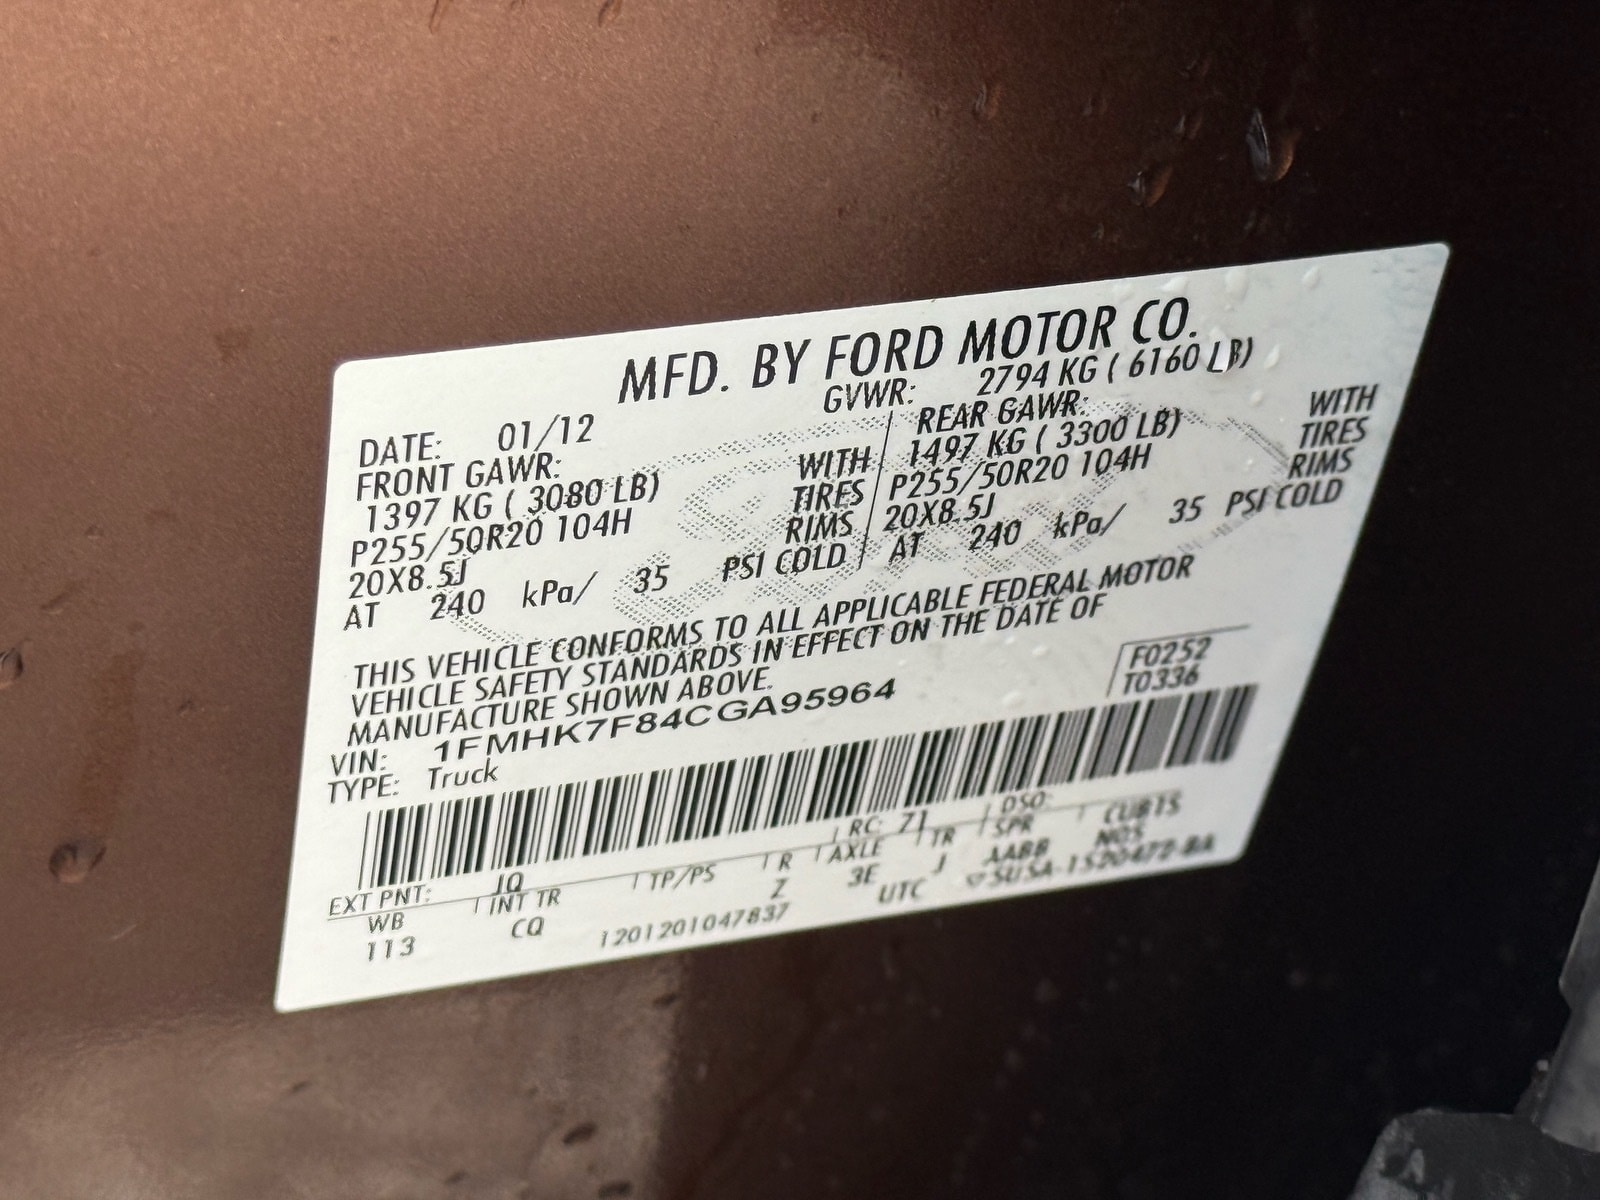 MFD. BY FORD MOTOR CO.
DATE: 01/12 GVWR: 2794 KG ( 6160 LB)
FRONT GAWR: REAR GAWR:
1397 KG ( 3080 LB) WITH 1497 KG ( 3300 LB) WITH
P255/50R20 104H TIRES P255/50R20 104H TIRES
20X8.5J RIMS 20X8.5J RIMS
AT 240 kPa/ 35 PSI COLD AT 240 kPa/ 35 PSI COLD
THIS VEHICLE CONFORMS TO ALL APPLICABLE FEDERAL MOTOR
VEHICLE SAFETY STANDARDS IN EFFECT ON THE DATE OF
MANUFACTURE SHOWN ABOVE.
VIN: 1FMHK7F84CGA95964 F0252
TYPE: Truck T0336
EXT PNT: JQ RC: 71 DSO:
WB INT TR TP/PS R AXLE TR SPR CUBTS
113 CQ Z 3E J AABB N05
1201201047837 UTC